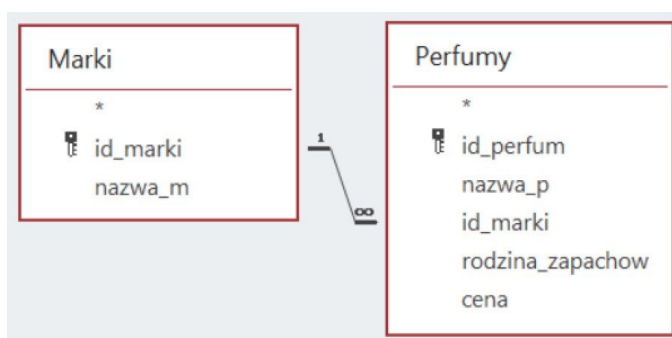 Marki
*
id_marki
nazwa_m
1
∞
Perfumy
*
id_perfum
nazwa_p
id_marki
rodzina_zapachow
cena